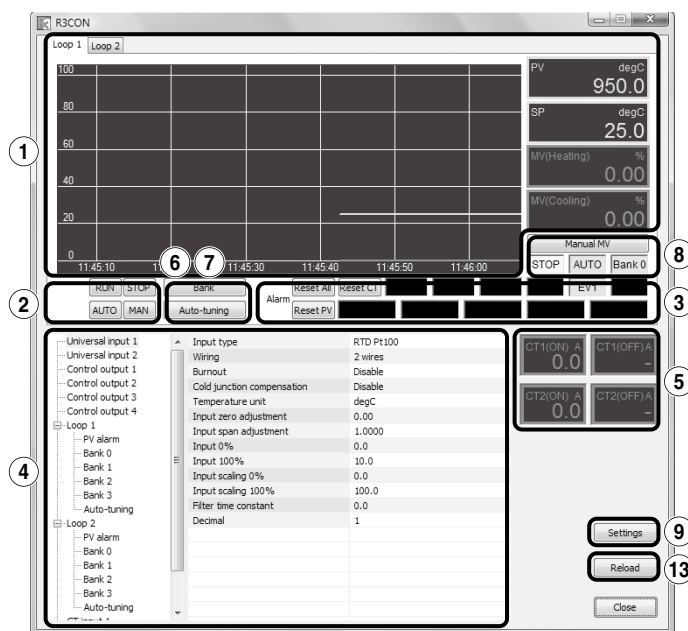 R3CON
Loop 1 Loop 2
100
80
60
40
20
0
11:45:10 11:45:30 11:45:40 11:45:50 11:46:00
PV degC
950.0
SP degC
25.0
MV(Heating) %
0.00
MV(Cooling) %
0.00
Manual MV
STOP AUTO Bank 0
1
6 7
8
2
RUN STOP
AUTO MAN
Bank
Auto-tuning
Alarm
Reset All Reset CT EV1
Reset PV
3
Universal input 1
Universal input 2
Control output 1
Control output 2
Control output 3
Control output 4
Loop 1
PV alarm
Bank 0
Bank 1
Bank 2
Bank 3
Auto-tuning
Loop 2
PV alarm
Bank 0
Bank 1
Bank 2
Bank 3
Auto-tuning
CT input 1
4
Input type RTD Pt100
Wiring 2 wires
Burnout Disable
Cold junction compensation Disable
Temperature unit degC
Input zero adjustment 0.00
Input span adjustment 1.0000
Input 0% 0.0
Input 100% 10.0
Input scaling 0% 0.0
Input scaling 100% 100.0
Filter time constant 0.0
Decimal 1
CT1(ON) A CT1(OFF) A
0.0 -
CT2(ON) A CT2(OFF) A
0.0 -
5
Settings 9
Reload 13
Close